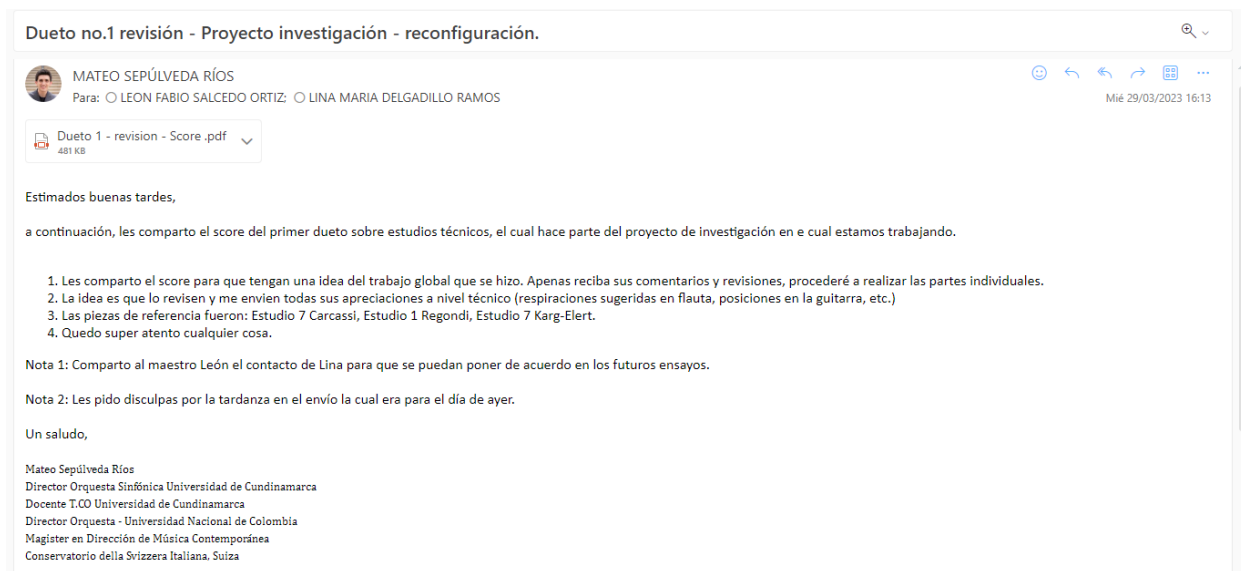 Dueto no.1 revisión - Proyecto investigación - reconfiguración.
MATEO SEPÚLVEDA RÍOS
Para: LEON FABIO SALCEDO ORTIZ; LINA MARIA DELGADILLO RAMOS
Mié 29/03/2023 16:13
Dueto 1 - revision - Score .pdf
481 KB
Estimados buenas tardes,
a continuación, les comparto el score del primer dueto sobre estudios técnicos, el cual hace parte del proyecto de investigación en e cual estamos trabajando.
1. Les comparto el score para que tengan una idea del trabajo global que se hizo. Apenas reciba sus comentarios y revisiones, procederé a realizar las partes individuales.
2. La idea es que lo revisen y me envien todas sus apreciaciones a nivel técnico (respiraciones sugeridas en flauta, posiciones en la guitarra, etc.)
3. Las piezas de referencia fueron: Estudio 7 Carcassi, Estudio 1 Regondi, Estudio 7 Karg-Elert.
4. Quedo super atento cualquier cosa.
Nota 1: Comparto al maestro León el contacto de Lina para que se puedan poner de acuerdo en los futuros ensayos.
Nota 2: Les pido disculpas por la tardanza en el envío la cual era para el día de ayer.
Un saludo,
Mateo Sepúlveda Ríos
Director Orquesta Sinfónica Universidad de Cundinamarca
Docente T.CO Universidad de Cundinamarca
Director Orquesta - Universidad Nacional de Colombia
Magister en Dirección de Música Contemporánea
Conservatorio della Svizzera Italiana, Suiza